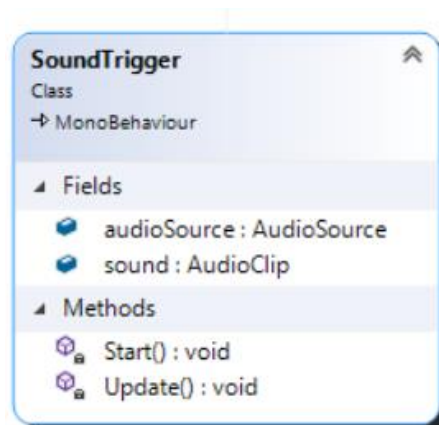 SoundTrigger
Class
MonoBehaviour
Fields
audioSource : AudioSource
sound : AudioClip
Methods
Start() : void
Update() : void